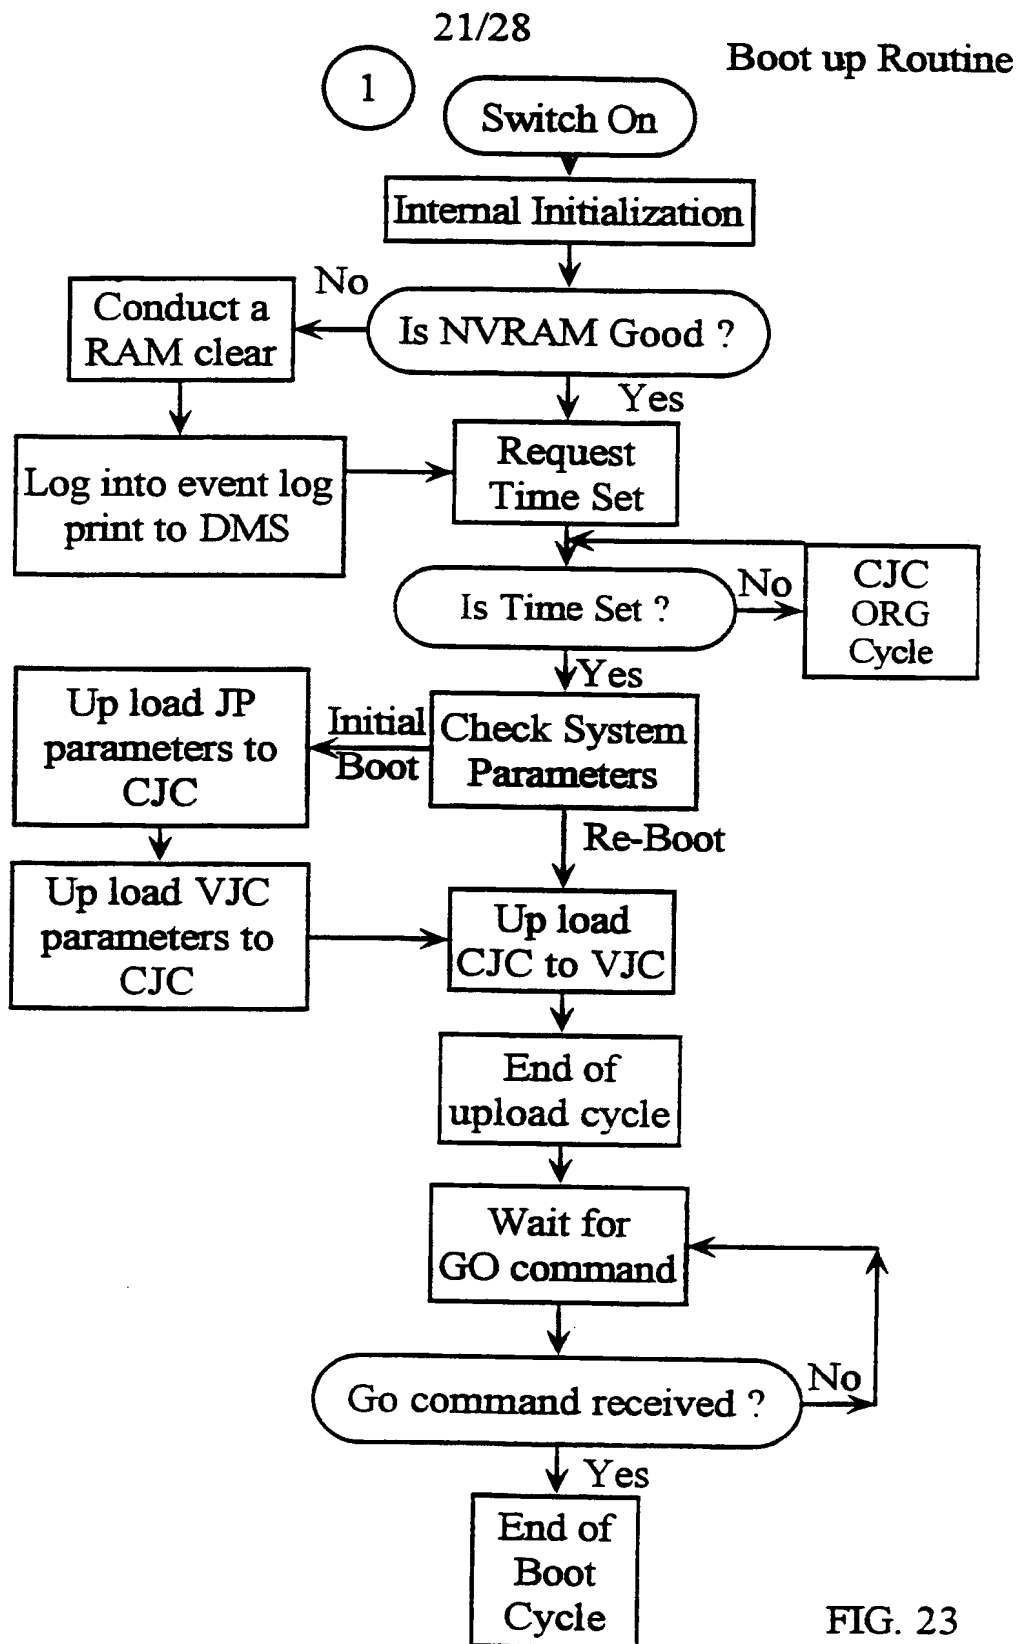 21/28
Boot up Routine
1
Switch On
Internal Initialization
No
Conduct a
RAM clear
Is NVRAM Good ?
Yes
Log into event log
print to DMS
Request
Time Set
Is Time Set ?
No
CJC
ORG
Cycle
Yes
Up load JP
parameters to
CJC
Initial
Boot
Check System
Parameters
Re-Boot
Up load VJC
parameters to
CJC
Up load
CJC to VJC
End of
upload cycle
Wait for
GO command
Go command received ?
No
Yes
End of
Boot
Cycle
FIG. 23